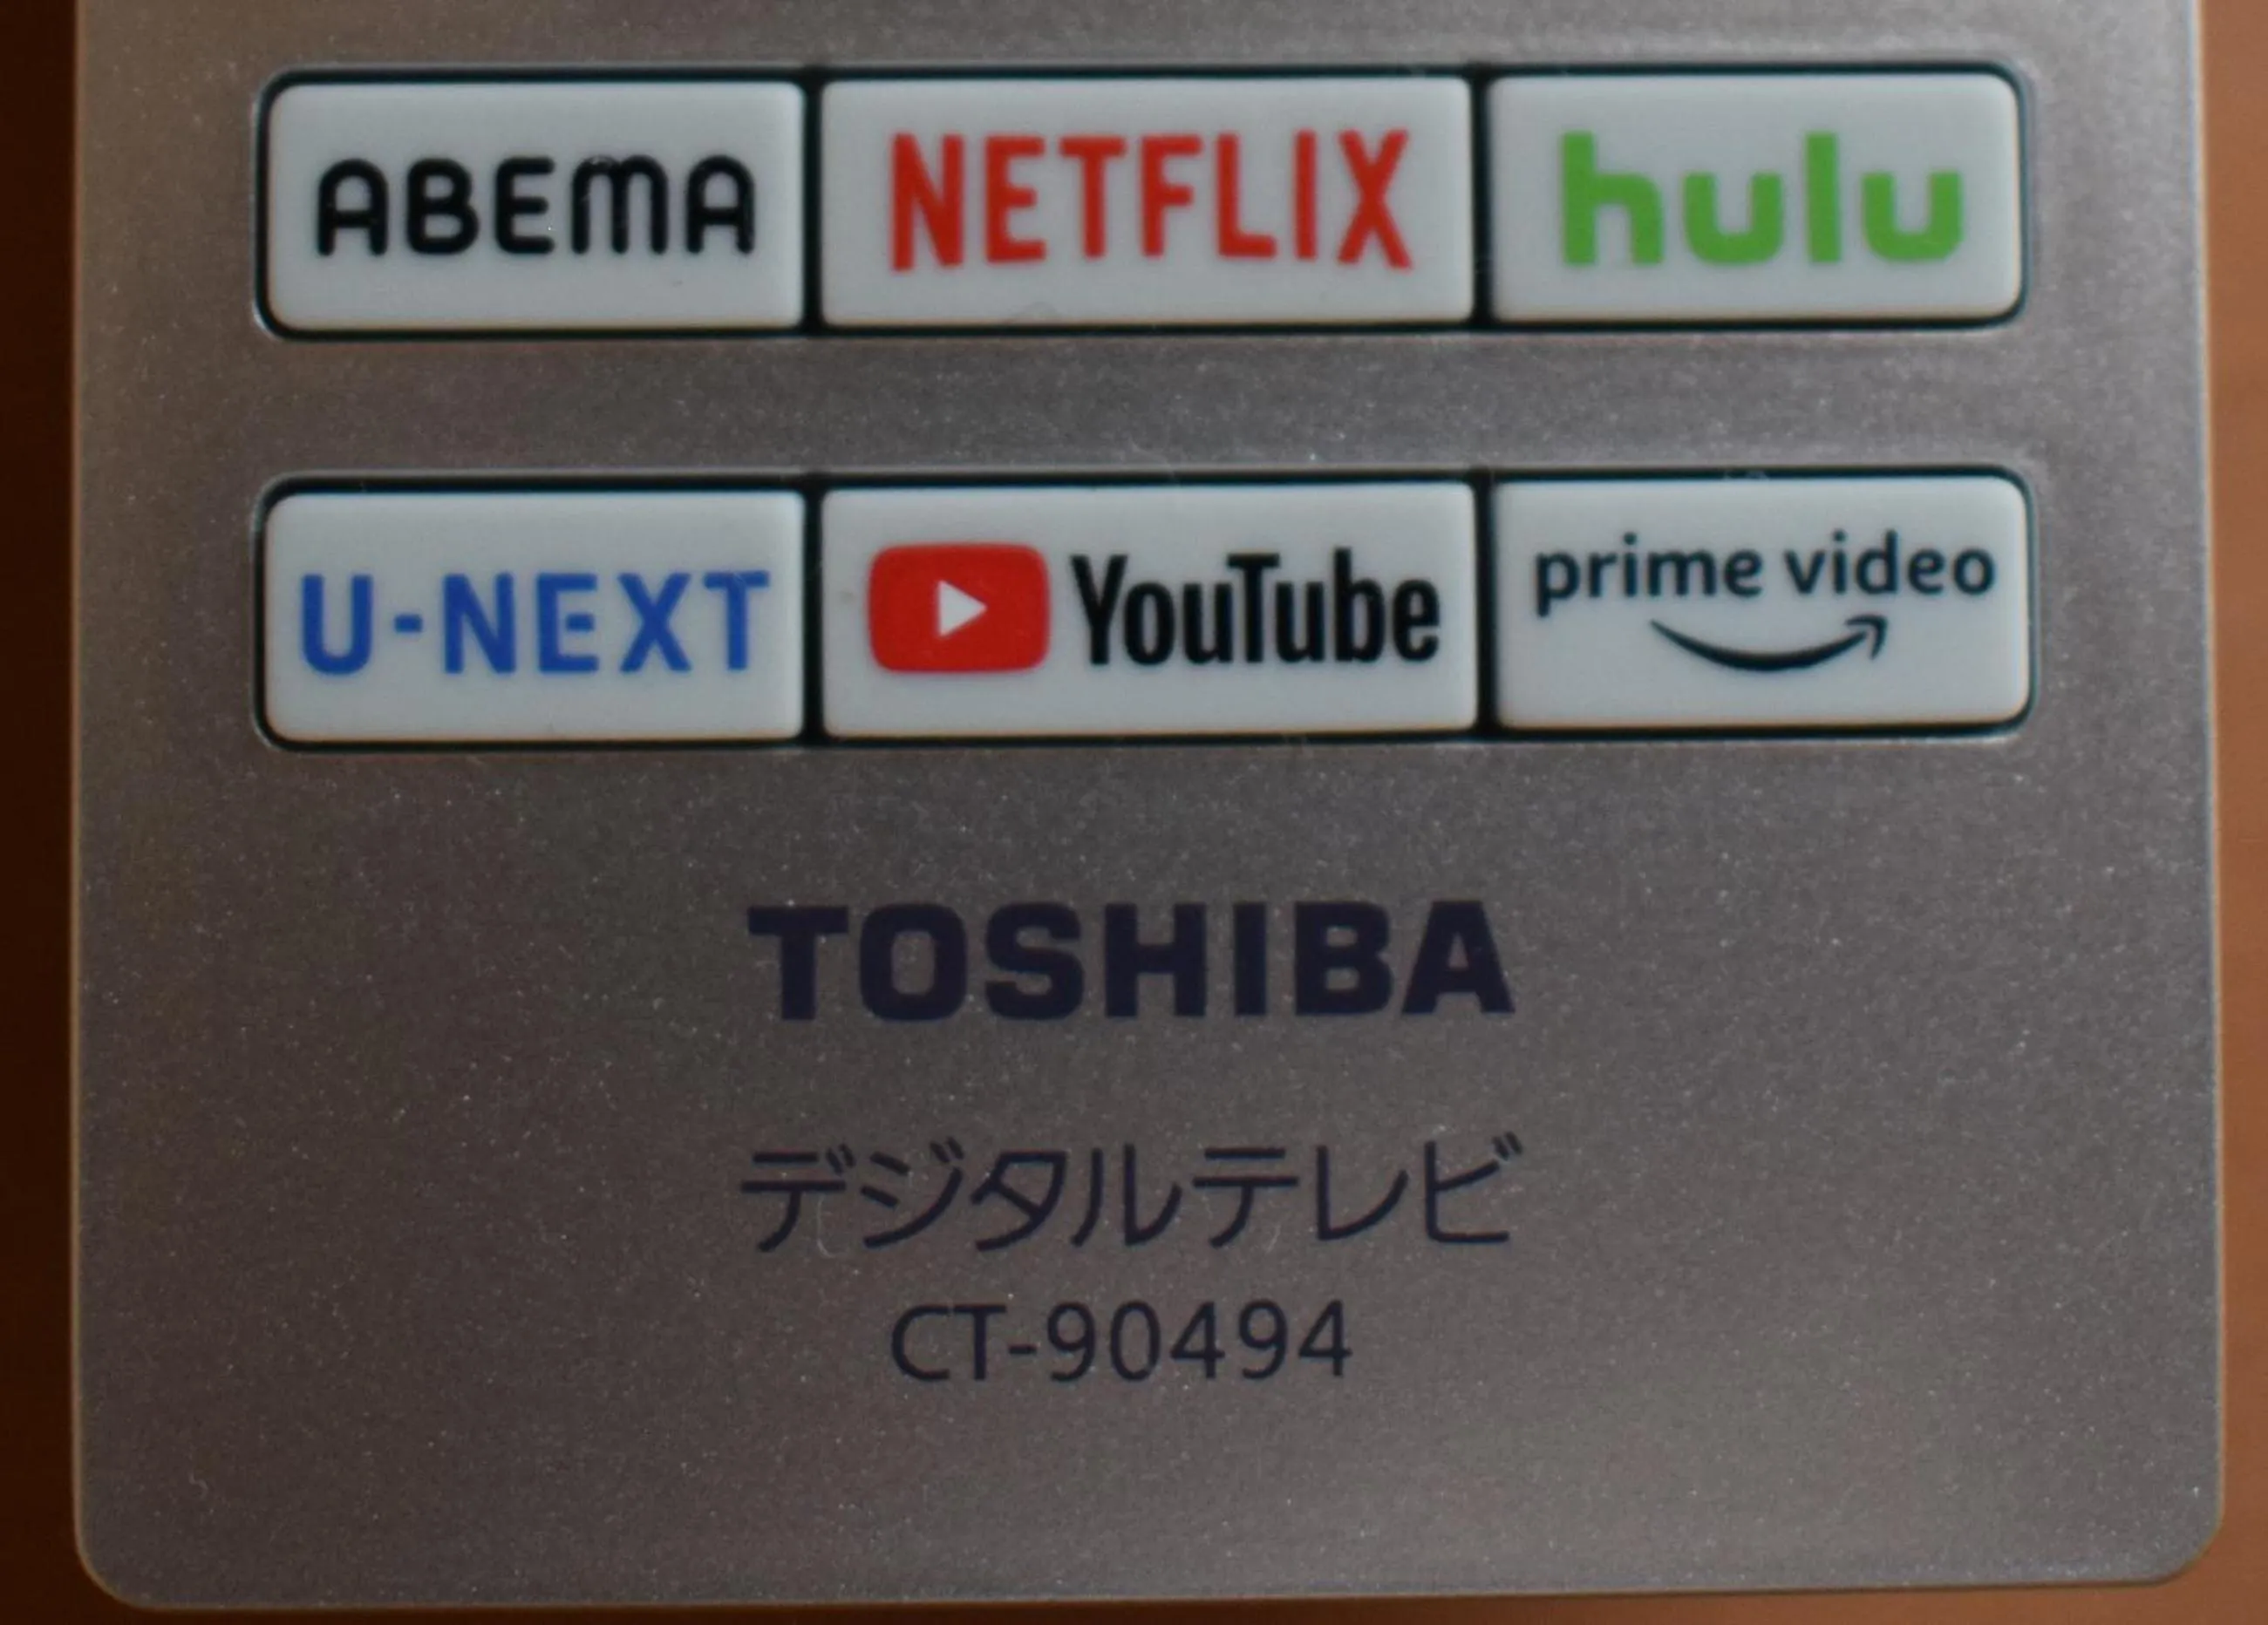 ABEMA NETFLIX hulu
U-NEXT YouTube prime video
TOSHIBA
デジタルテレビ
CT-90494